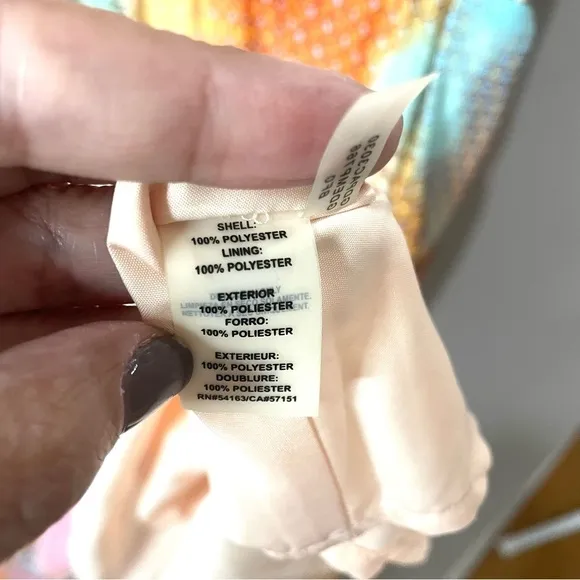 SHELL:
100% POLYESTER
LINING:
100% POLYESTER
EXTERIOR
100% POLIESTER
FORRO:
100% POLIESTER
EXTERIEUR:
100% POLYESTER
DOUBLURE:
100% POLIESTER
RN#54163/CA#57151